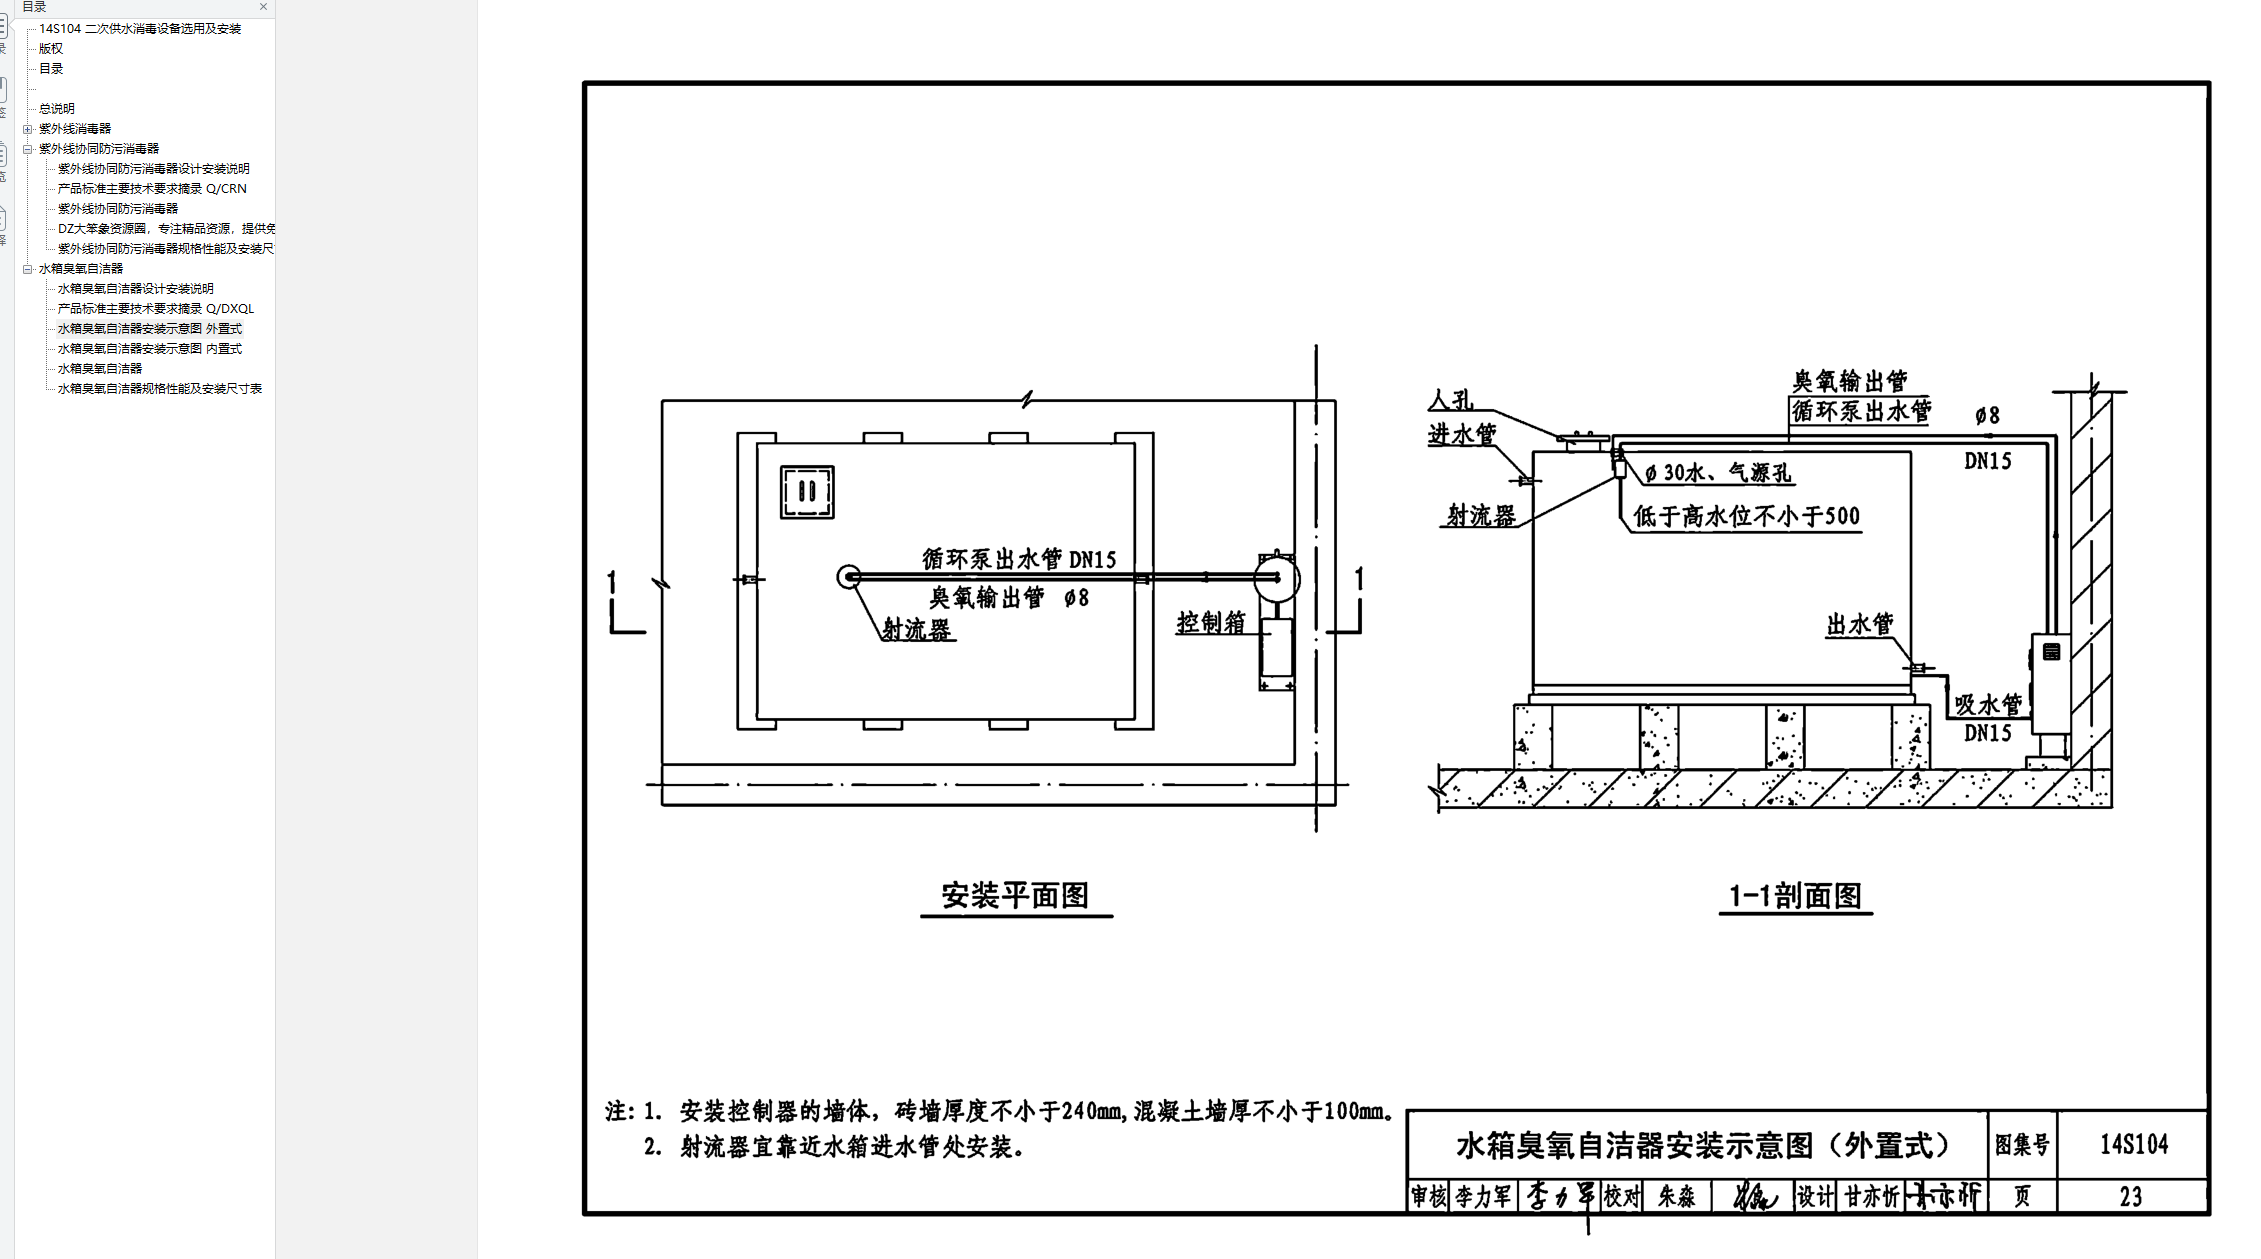 目录
14S104 二次供水消毒设备选用及安装
版权
目录
总说明
紫外线消毒器
紫外线协同防污消毒器
紫外线协同防污消毒器设计安装说明
产品标准主要技术要求摘录 Q/CRN
紫外线协同防污消毒器
DZ大笨象资源圈，专注精品资源，提供免
紫外线协同防污消毒器规格性能及安装尺
水箱臭氧自洁器
水箱臭氧自洁器设计安装说明
产品标准主要技术要求摘录 Q/DXQL
水箱臭氧自洁器安装示意图 外置式
水箱臭氧自洁器安装示意图 内置式
水箱臭氧自洁器
水箱臭氧自洁器规格性能及安装尺寸表
循环泵出水管 DN15
臭氧输出管 ø8
射流器
控制箱
1
1
安装平面图
人孔
进水管
射流器
臭氧输出管
循环泵出水管
ø8
DN15
ø30水、气源孔
低于高水位不小于500
出水管
吸水管
DN15
1-1剖面图
注: 1. 安装控制器的墙体，砖墙厚度不小于240mm,混凝土墙厚不小于100mm。
2. 射流器宜靠近水箱进水管处安装。
水箱臭氧自洁器安装示意图（外置式） 图集号 14S104
审核 李力军 李力军 校对 朱淼 设计 甘亦忻 甘亦忻 页 23